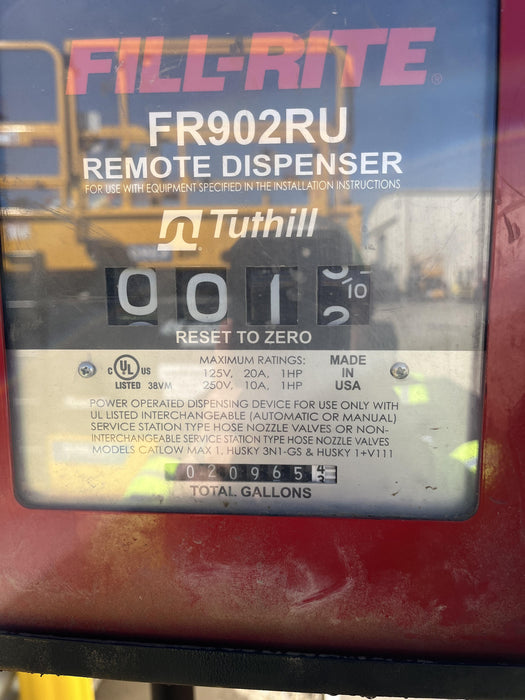 FILL-RITE®
FR902RU
REMOTE DISPENSER
FOR USE WITH EQUIPMENT SPECIFIED IN THE INSTALLATION INSTRUCTIONS
Tuthill
0 0 1 10
RESET TO ZERO
C UL US
LISTED 38VM
MAXIMUM RATINGS:
125V, 20A, 1HP
250V, 10A, 1HP
MADE
IN
USA
POWER OPERATED DISPENSING DEVICE FOR USE ONLY WITH
UL LISTED INTERCHANGEABLE (AUTOMATIC OR MANUAL)
SERVICE STATION TYPE HOSE NOZZLE VALVES OR NON-
INTERCHANGEABLE SERVICE STATION TYPE HOSE NOZZLE VALVES
MODELS CATLOW MAX 1, HUSKY 3N1-GS & HUSKY 1+V111
020965
TOTAL GALLONS